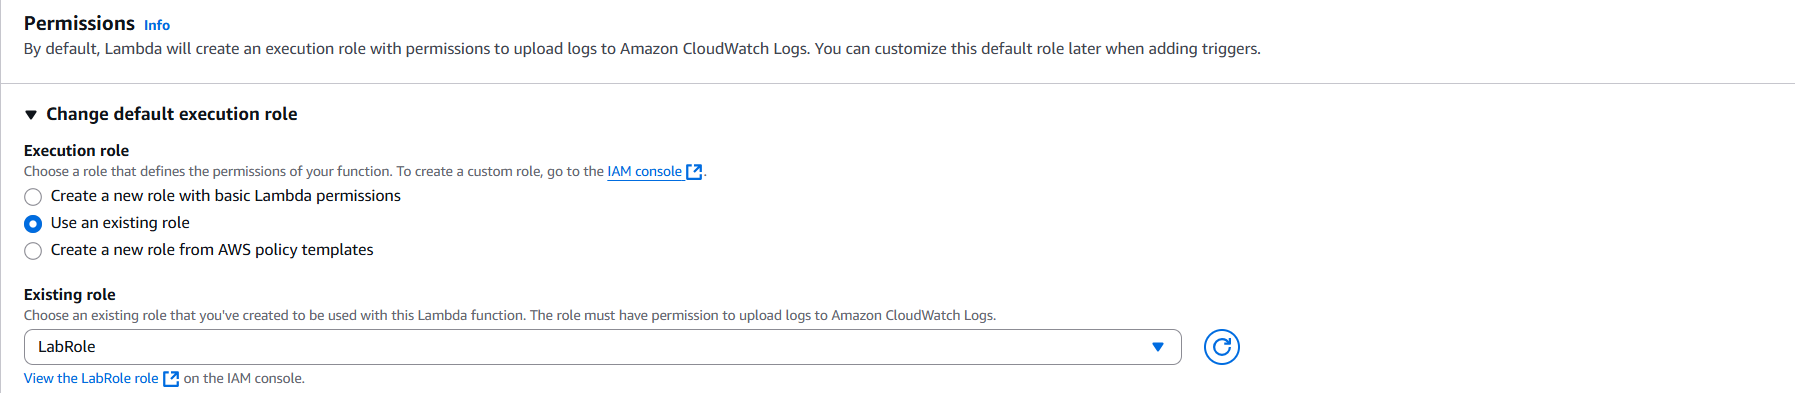 Permissions Info
By default, Lambda will create an execution role with permissions to upload logs to Amazon CloudWatch Logs. You can customize this default role later when adding triggers.
Change default execution role
Execution role
Choose a role that defines the permissions of your function. To create a custom role, go to the IAM console.
Create a new role with basic Lambda permissions
Use an existing role
Create a new role from AWS policy templates
Existing role
Choose an existing role that you've created to be used with this Lambda function. The role must have permission to upload logs to Amazon CloudWatch Logs.
LabRole
View the LabRole role on the IAM console.